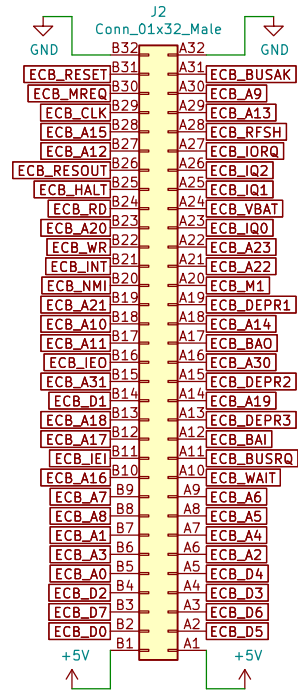 J2
Conn_01x32_Male
GND B32 A32 GND
ECB_RESET B31 A31 ECB_BUSAK
ECB_MREQ B30 A30 ECB_A9
ECB_CLK B29 A29 ECB_A13
ECB_A15 B28 A28 ECB_RFSH
ECB_A12 B27 A27 ECB_IORQ
ECB_RESOUT B26 A26 ECB_IQ2
ECB_HALT B25 A25 ECB_IQ1
ECB_RD B24 A24 ECB_VBAT
ECB_A20 B23 A23 ECB_IQ0
ECB_WR B22 A22 ECB_A23
ECB_INT B21 A21 ECB_A22
ECB_NMI B20 A20 ECB_M1
ECB_A21 B19 A19 ECB_DEPR1
ECB_A10 B18 A18 ECB_A14
ECB_A11 B17 A17 ECB_BAO
ECB_IEO B16 A16 ECB_A30
ECB_A31 B15 A15 ECB_DEPR2
ECB_D1 B14 A14 ECB_A19
ECB_A18 B13 A13 ECB_DEPR3
ECB_A17 B12 A12 ECB_BAI
ECB_IEI B11 A11 ECB_BUSRQ
ECB_A16 B10 A10 ECB_WAIT
ECB_A7 B9 A9 ECB_A6
ECB_A8 B8 A8 ECB_A5
ECB_A1 B7 A7 ECB_A4
ECB_A3 B6 A6 ECB_A2
ECB_A0 B5 A5 ECB_D4
ECB_D2 B4 A4 ECB_D3
ECB_D7 B3 A3 ECB_D6
ECB_D0 B2 A2 ECB_D5
+5V B1 A1 +5V